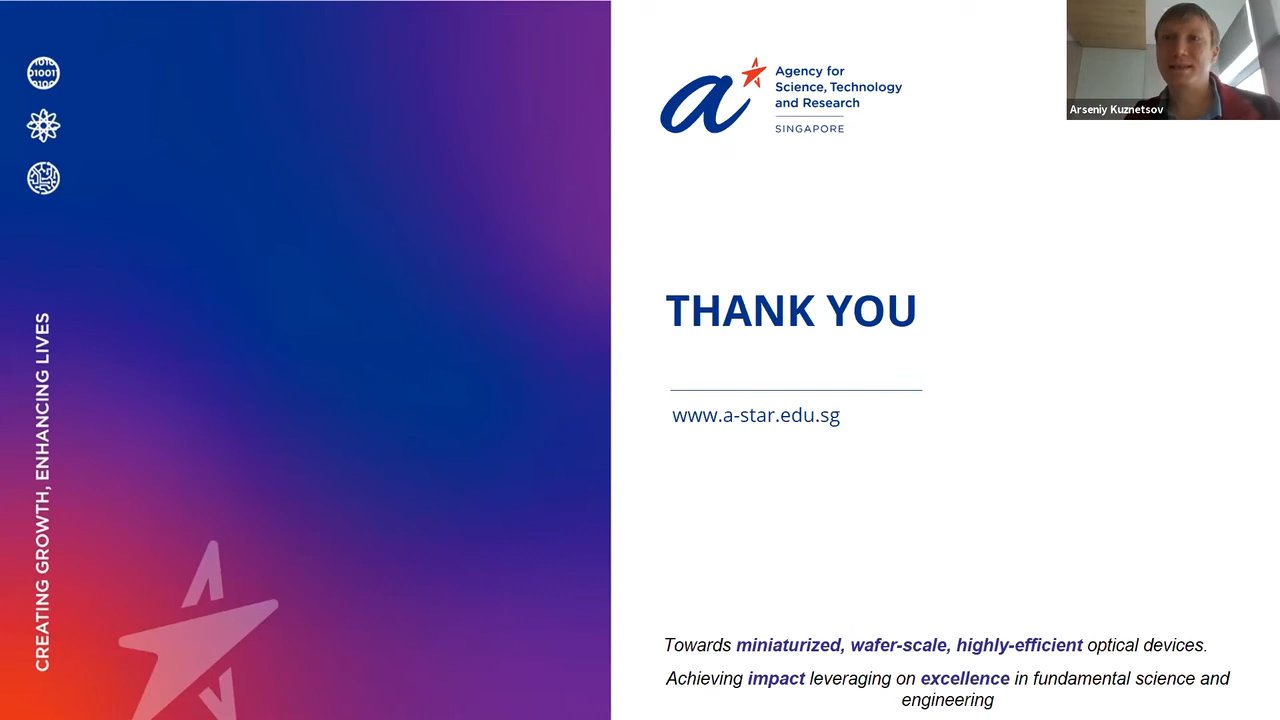 01001
CREATING GROWTH, ENHANCING LIVES
a
Agency for
Science, Technology
and Research
SINGAPORE
Arseniy Kuznetsov
THANK YOU
www.a-star.edu.sg
Towards miniaturized, wafer-scale, highly-efficient optical devices.
Achieving impact leveraging on excellence in fundamental science and
engineering